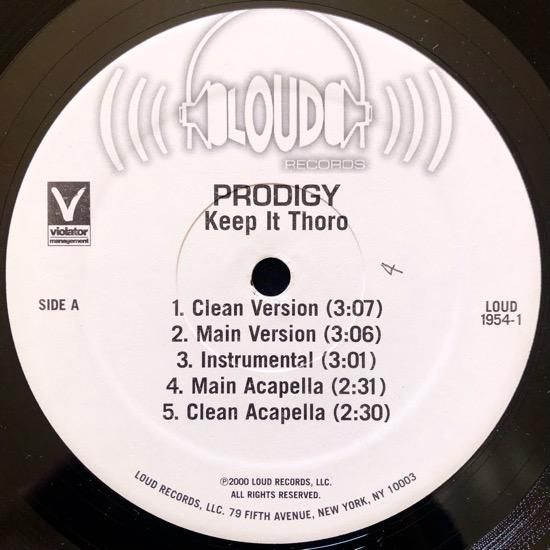 LOUD
RECORDS
PRODIGY
Keep It Thoro
V
violator
management
SIDE A
LOUD
1954-1
4
1. Clean Version (3:07)
2. Main Version (3:06)
3. Instrumental (3:01)
4. Main Acapella (2:31)
5. Clean Acapella (2:30)
℗2000 LOUD RECORDS, LLC.
ALL RIGHTS RESERVED.
LOUD RECORDS, LLC. 79 FIFTH AVENUE, NEW YORK, NY 10003